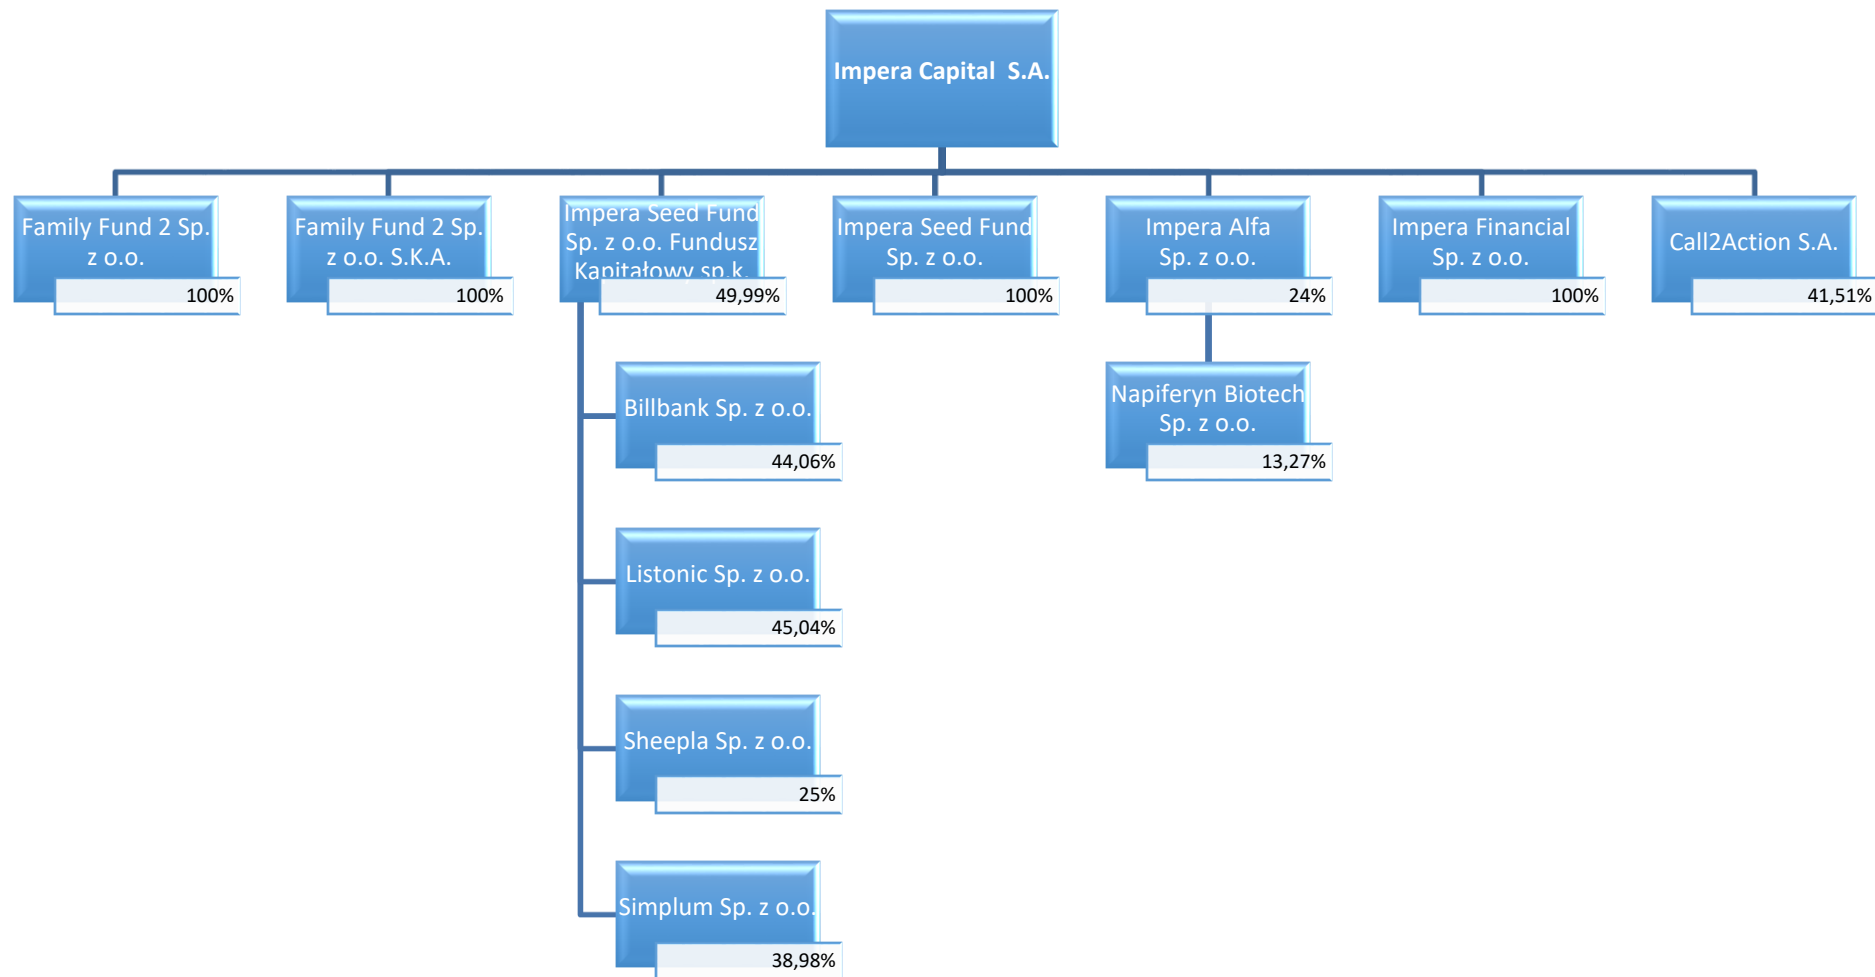 Impera Capital  S.A.
Family Fund 2 Sp.
z o.o.
100%
Family Fund 2 Sp.
z o.o. S.K.A.
100%
Impera Seed Fund
Sp. z o.o. Fundusz
Kapitałowy sp.k.
49,99%
Impera Seed Fund
Sp. z o.o.
100%
Impera Alfa
Sp. z o.o.
24%
Impera Financial
Sp. z o.o.
100%
Call2Action S.A.
41,51%
Billbank Sp. z o.o.
44,06%
Listonic Sp. z o.o.
45,04%
Sheepla Sp. z o.o.
25%
Simplum Sp. z o.o.
38,98%
Napiferyn Biotech
Sp. z o.o.
13,27%